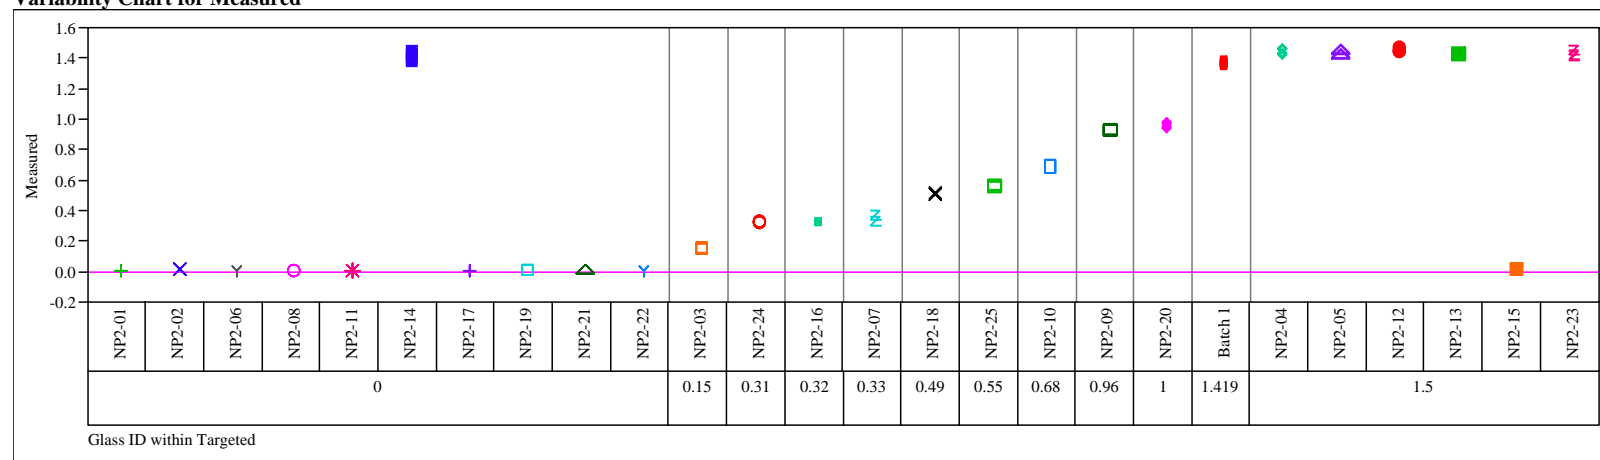 Variability Chart for Measured
1.6
1.4
1.2
1.0
0.8
0.6
0.4
0.2
0.0
-0.2
Measured
NP2-01 NP2-02 NP2-06 NP2-08 NP2-11 NP2-14 NP2-17 NP2-19 NP2-21 NP2-22 NP2-03 NP2-24 NP2-16 NP2-07 NP2-18 NP2-25 NP2-10 NP2-09 NP2-20 Batch 1 NP2-04 NP2-05 NP2-12 NP2-13 NP2-15 NP2-23
0 0.15 0.31 0.32 0.33 0.49 0.55 0.68 0.96 1 1.419 1.5
Glass ID within Targeted